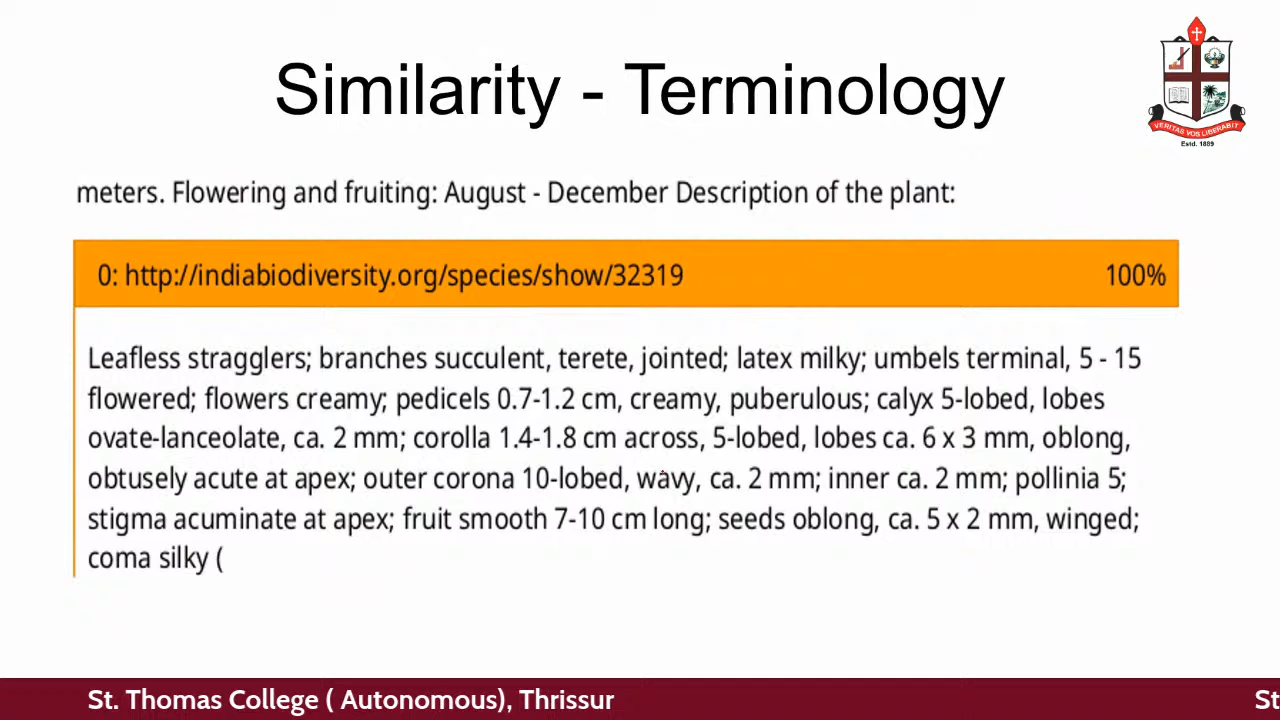 Similarity - Terminology
VERITAS VOS LIBERABIT
Estd. 1889
meters. Flowering and fruiting: August - December Description of the plant:
0: http://indiabiodiversity.org/species/show/32319 100%
Leafless stragglers; branches succulent, terete, jointed; latex milky; umbels terminal, 5 - 15
flowered; flowers creamy; pedicels 0.7-1.2 cm, creamy, puberulous; calyx 5-lobed, lobes
ovate-lanceolate, ca. 2 mm; corolla 1.4-1.8 cm across, 5-lobed, lobes ca. 6 x 3 mm, oblong,
obtusely acute at apex; outer corona 10-lobed, wavy, ca. 2 mm; inner ca. 2 mm; pollinia 5;
stigma acuminate at apex; fruit smooth 7-10 cm long; seeds oblong, ca. 5 x 2 mm, winged;
coma silky (
St. Thomas College ( Autonomous), Thrissur St